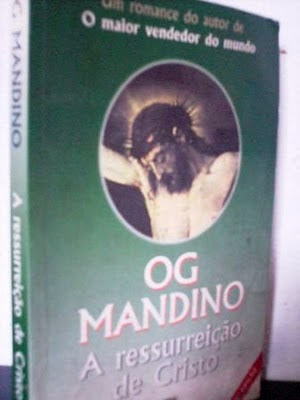 Um romance do autor de
O maior vendedor do mundo
OG
MANDINO
A ressurreição
de Cristo
OG MANDINO A ressurreição de Cristo